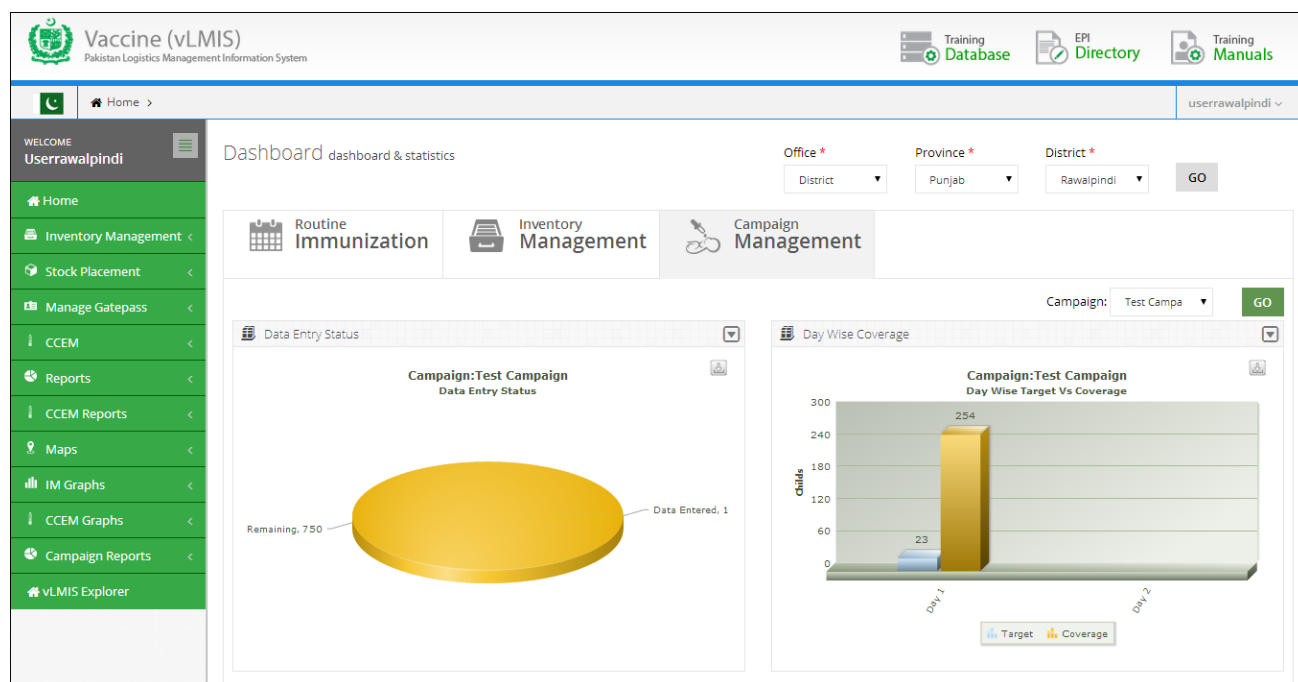 Vaccine (vLMIS)
Pakistan Logistics Management Information System
Training
Database
EPI
Directory
Training
Manuals
Home >
userrawalpindi
WELCOME
Userrawalpindi
Home
Inventory Management
Stock Placement
Manage Gatepass
CCEM
Reports
CCEM Reports
Maps
IM Graphs
CCEM Graphs
Campaign Reports
vLMIS Explorer
Dashboard dashboard & statistics
Office *
Province *
District *
District
Punjab
Rawalpindi
GO
Routine
Immunization
Inventory
Management
Campaign
Management
Campaign: Test Campa
GO
Data Entry Status
Campaign:Test Campaign
Data Entry Status
Remaining, 750
Data Entered, 1
Day Wise Coverage
Campaign:Test Campaign
Day Wise Target Vs Coverage
Childs
300
240
180
120
60
0
254
23
Day 1
Day 2
Target
Coverage